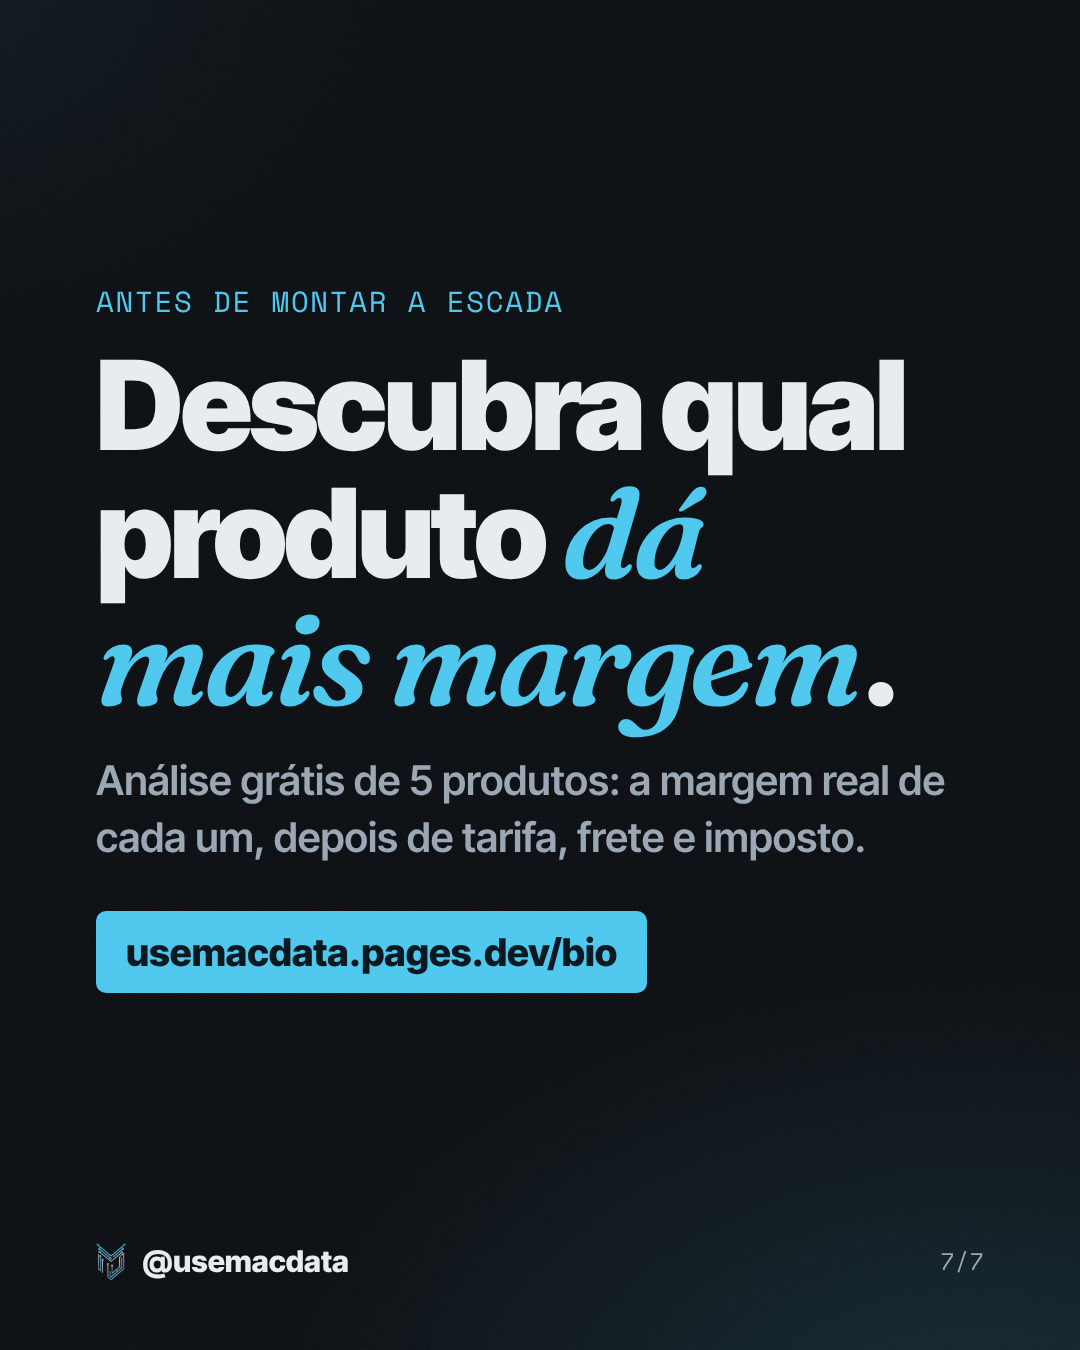 ANTES DE MONTAR A ESCADA
Descubra qual
produto dá
mais margem.
Análise grátis de 5 produtos: a margem real de
cada um, depois de tarifa, frete e imposto.
usemacdata.pages.dev/bio
@usemacdata
7/7